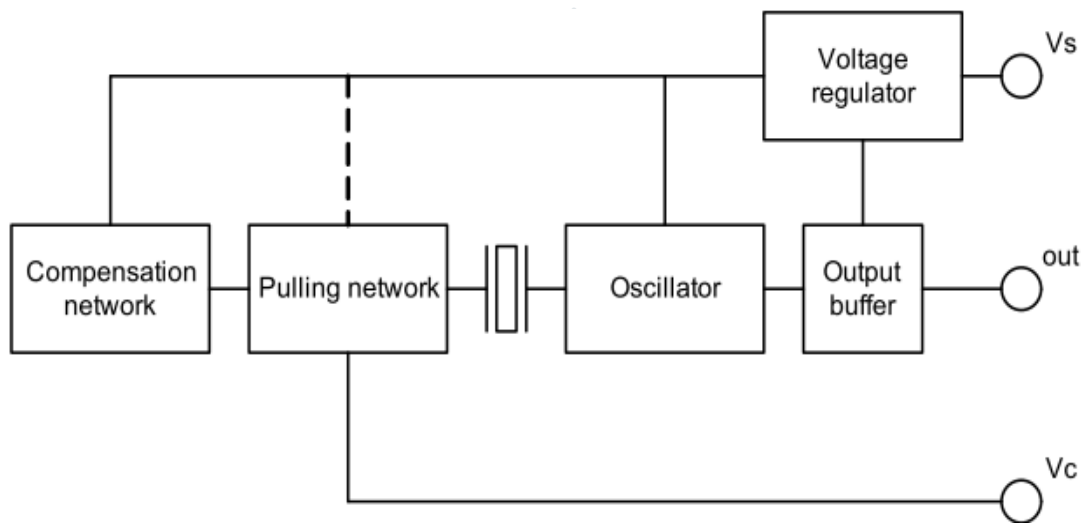 Voltage
regulator
Vs
Compensation
network
Pulling network
Oscillator
Output
buffer
out
Vc